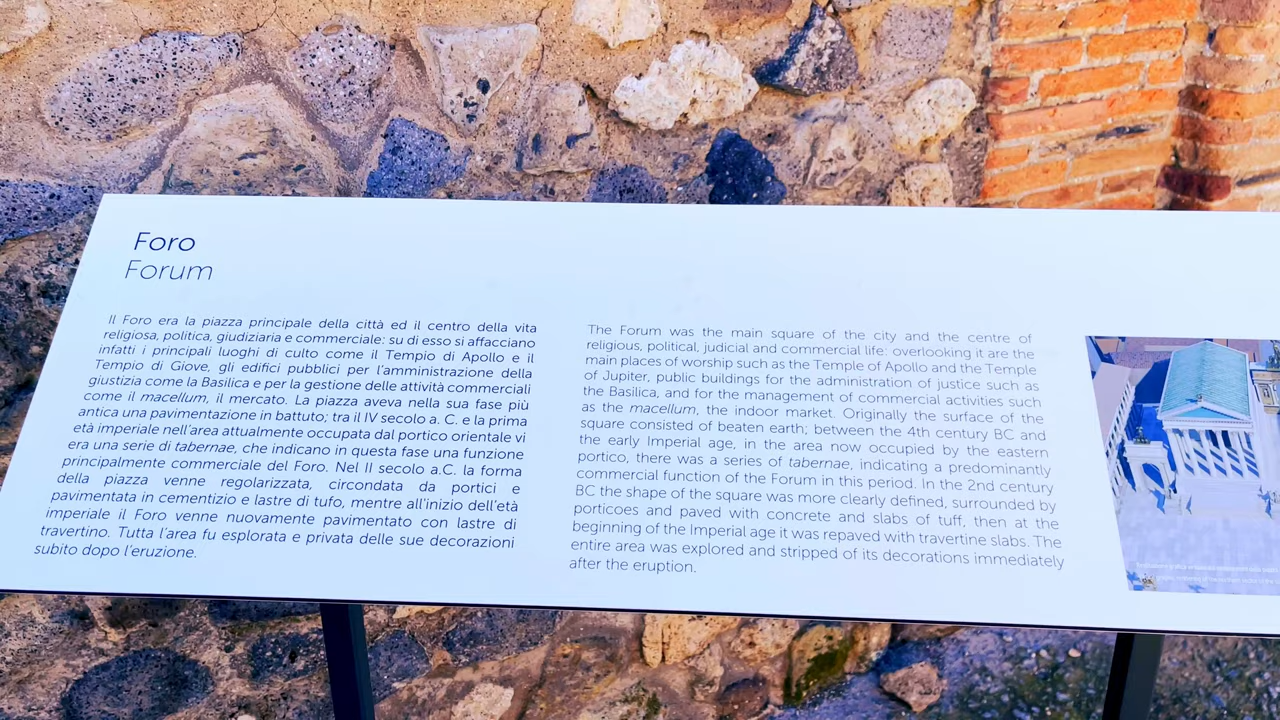 Foro
Forum
Il Foro era la piazza principale della città ed il centro della vita
religiosa, politica, giudiziaria e commerciale: su di esso si affacciano
infatti i principali luoghi di culto come il Tempio di Apollo e il
Tempio di Giove, gli edifici pubblici per l'amministrazione della
giustizia come la Basilica e per la gestione delle attività commerciali
come il macellum, il mercato. La piazza aveva nella sua fase più
antica una pavimentazione in battuto; tra il IV secolo a. C. e la prima
età imperiale nell'area attualmente occupata dal portico orientale vi
era una serie di tabernae, che indicano in questa fase una funzione
principalmente commerciale del Foro. Nel II secolo a.C. la forma
della piazza venne regolarizzata, circondata da portici e
pavimentata in cementizio e lastre di tufo, mentre all'inizio dell'età
imperiale il Foro venne nuovamente pavimentato con lastre di
travertino. Tutta l'area fu esplorata e privata delle sue decorazioni
subito dopo l'eruzione.
The Forum was the main square of the city and the centre of
religious, political, judicial and commercial life: overlooking it are the
main places of worship such as the Temple of Apollo and the Temple
of Jupiter, public buildings for the administration of justice such as
the Basilica, and for the management of commercial activities such
as the macellum, the indoor market. Originally the surface of the
square consisted of beaten earth; between the 4th century BC and
the early Imperial age, in the area now occupied by the eastern
portico, there was a series of tabernae, indicating a predominantly
commercial function of the Forum in this period. In the 2nd century
BC the shape of the square was more clearly defined, surrounded by
porticoes and paved with concrete and slabs of tuff, then at the
beginning of the Imperial age it was repaved with travertine slabs. The
entire area was explored and stripped of its decorations immediately
after the eruption.